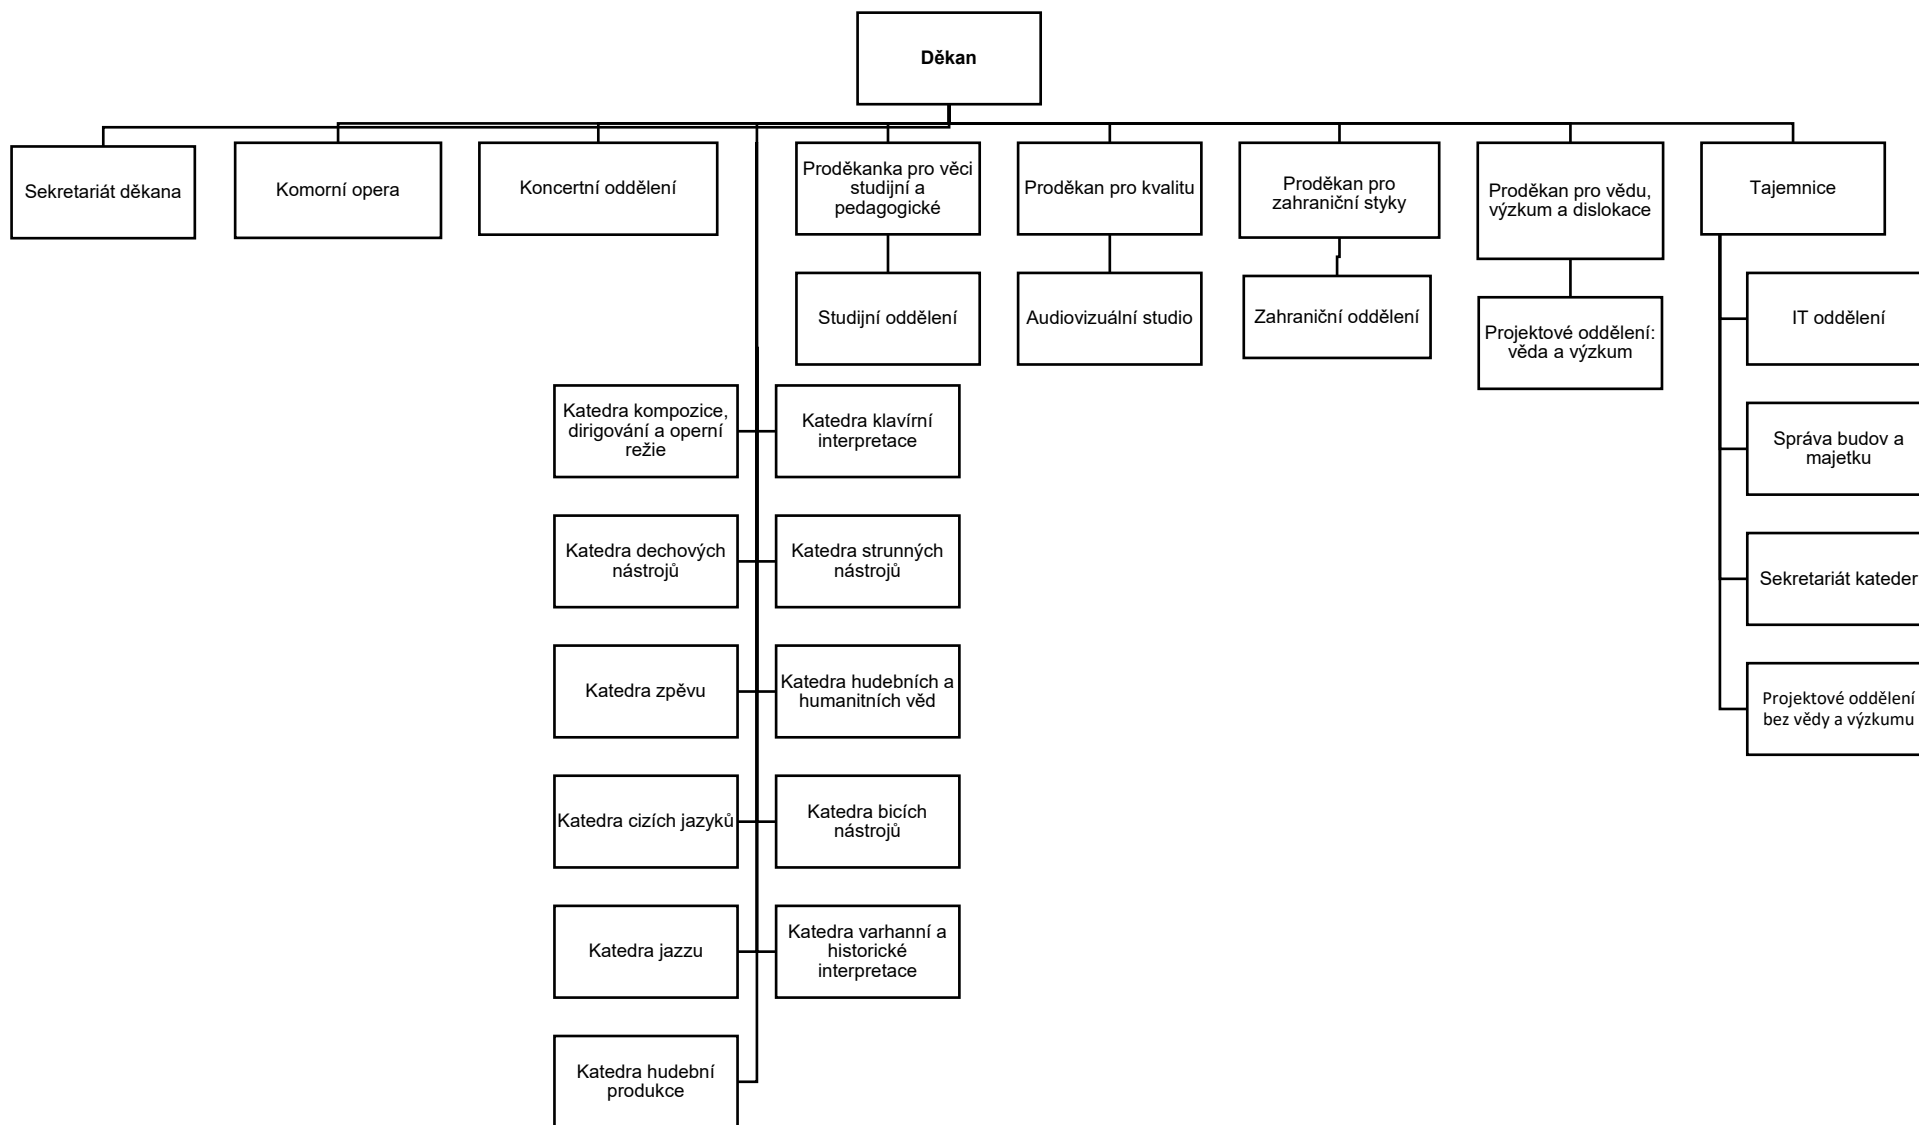 Děkan
Sekretariát děkana
Komorní opera
Koncertní oddělení
Proděkanka pro věci
studijní a
pedagogické
Proděkan pro kvalitu
Proděkan pro
zahraniční styky
Proděkan pro vědu,
výzkum a dislokace
Tajemnice
Studijní oddělení
Audiovizuální studio
Zahraniční oddělení
Projektové oddělení:
věda a výzkum
IT oddělení
Správa budov a
majetku
Sekretariát kateder
Projektové oddělení
bez vědy a výzkumu
Katedra kompozice,
dirigování a operní
režie
Katedra klavírní
interpretace
Katedra dechových
nástrojů
Katedra strunných
nástrojů
Katedra zpěvu
Katedra hudebních a
humanitních věd
Katedra cizích jazyků
Katedra bicích
nástrojů
Katedra jazzu
Katedra varhanní a
historické
interpretace
Katedra hudební
produkce